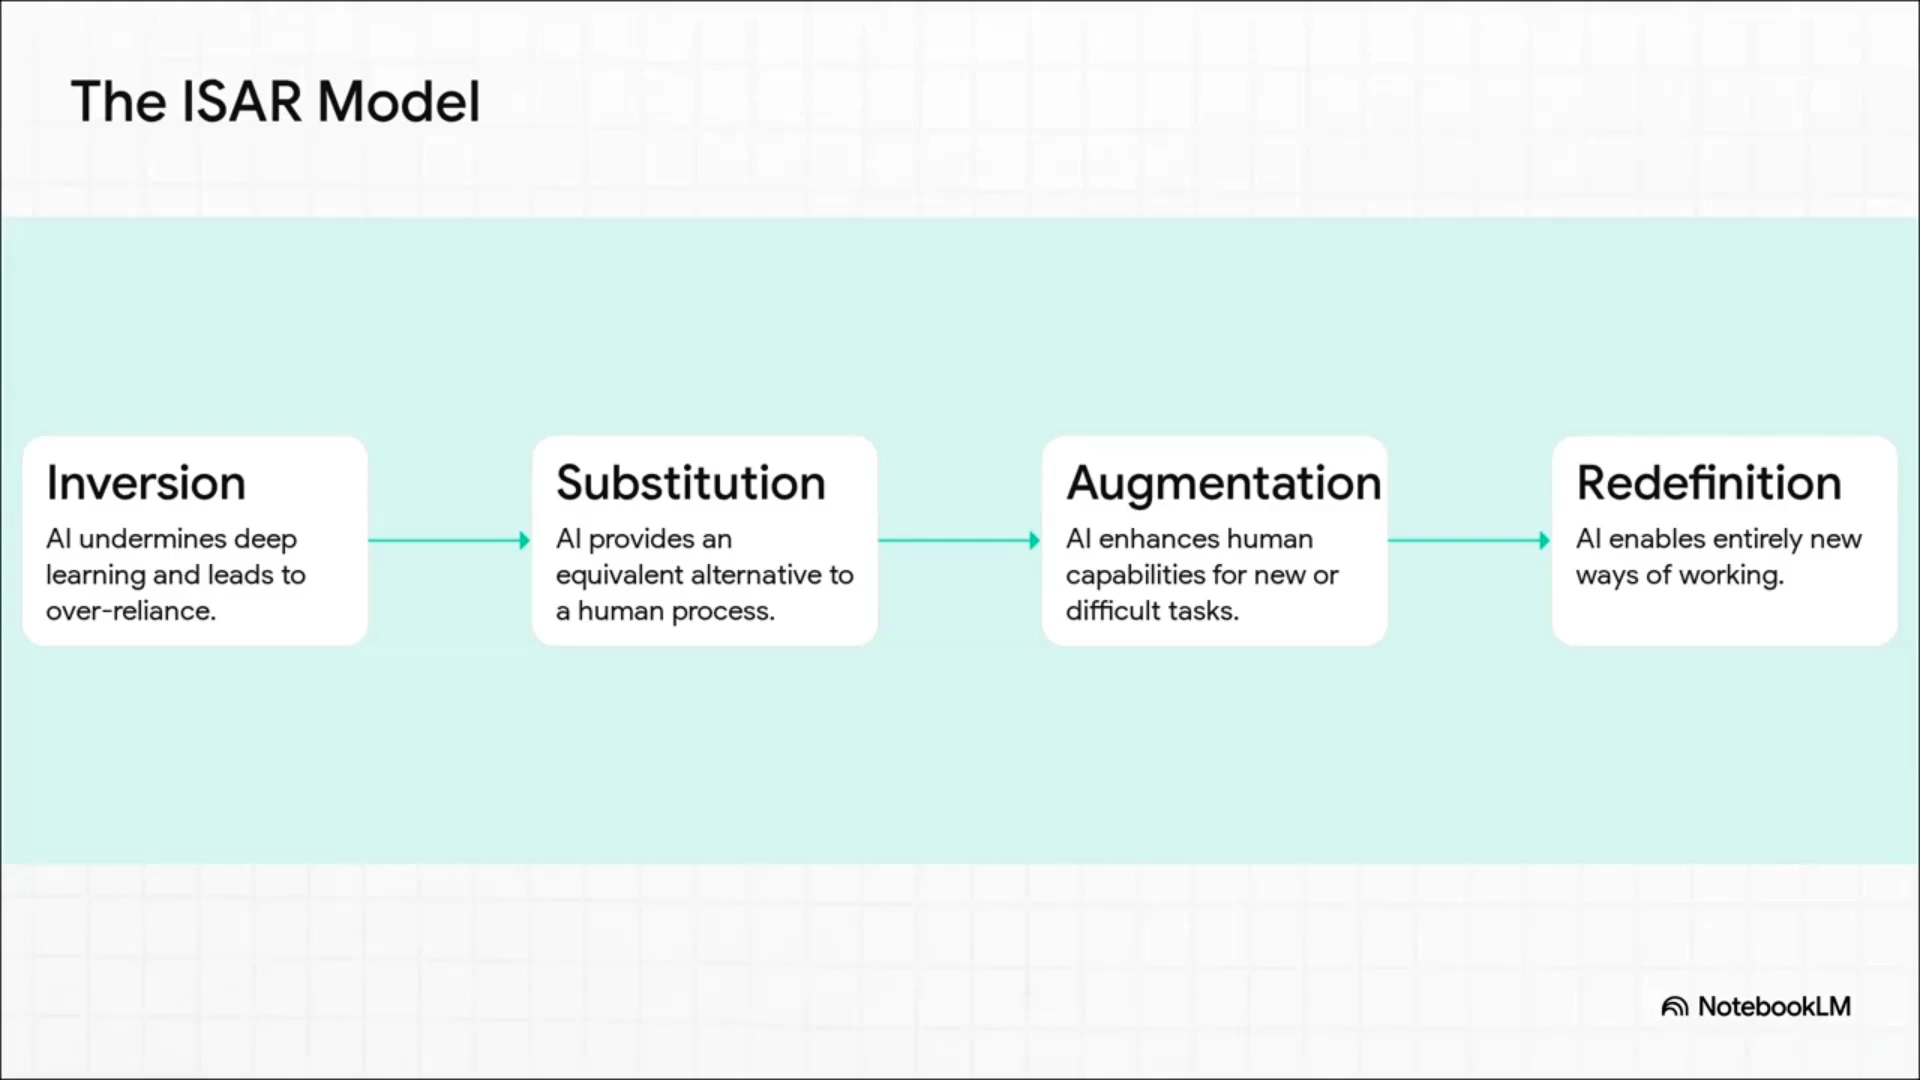 The ISAR Model
Inversion
AI undermines deep
learning and leads to
over-reliance.
Substitution
AI provides an
equivalent alternative to
a human process.
Augmentation
AI enhances human
capabilities for new or
difficult tasks.
Redefinition
AI enables entirely new
ways of working.
NotebookLM